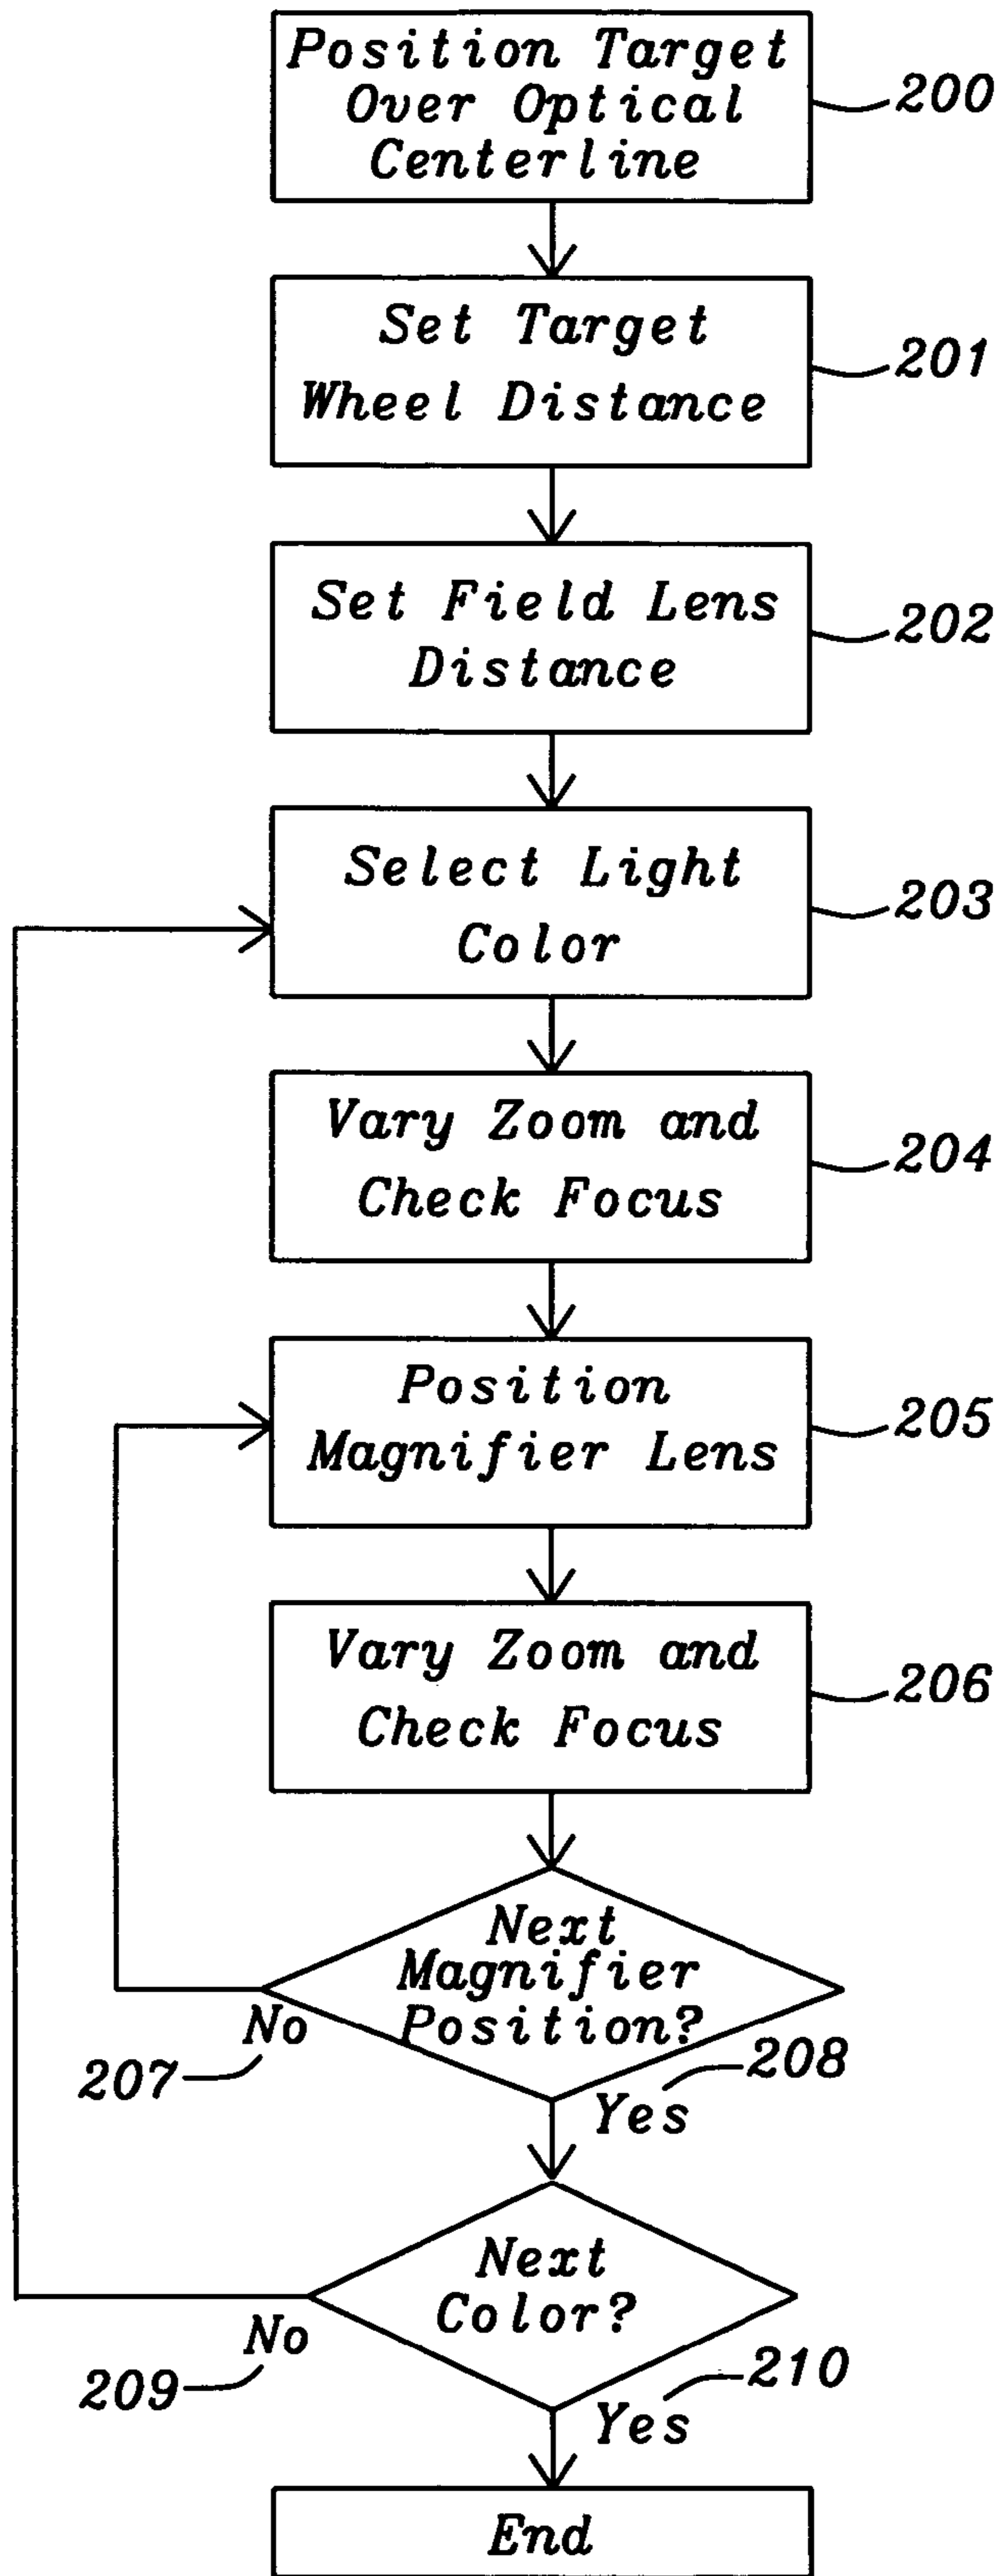 Position Target
Over Optical
Centerline
200
Set Target
Wheel Distance
201
Set Field Lens
Distance
202
Select Light
Color
203
Vary Zoom and
Check Focus
204
Position
Magnifier Lens
205
Vary Zoom and
Check Focus
206
Next
Magnifier
Position?
No
207
208
Yes
Next
Color?
No
209
210
Yes
End